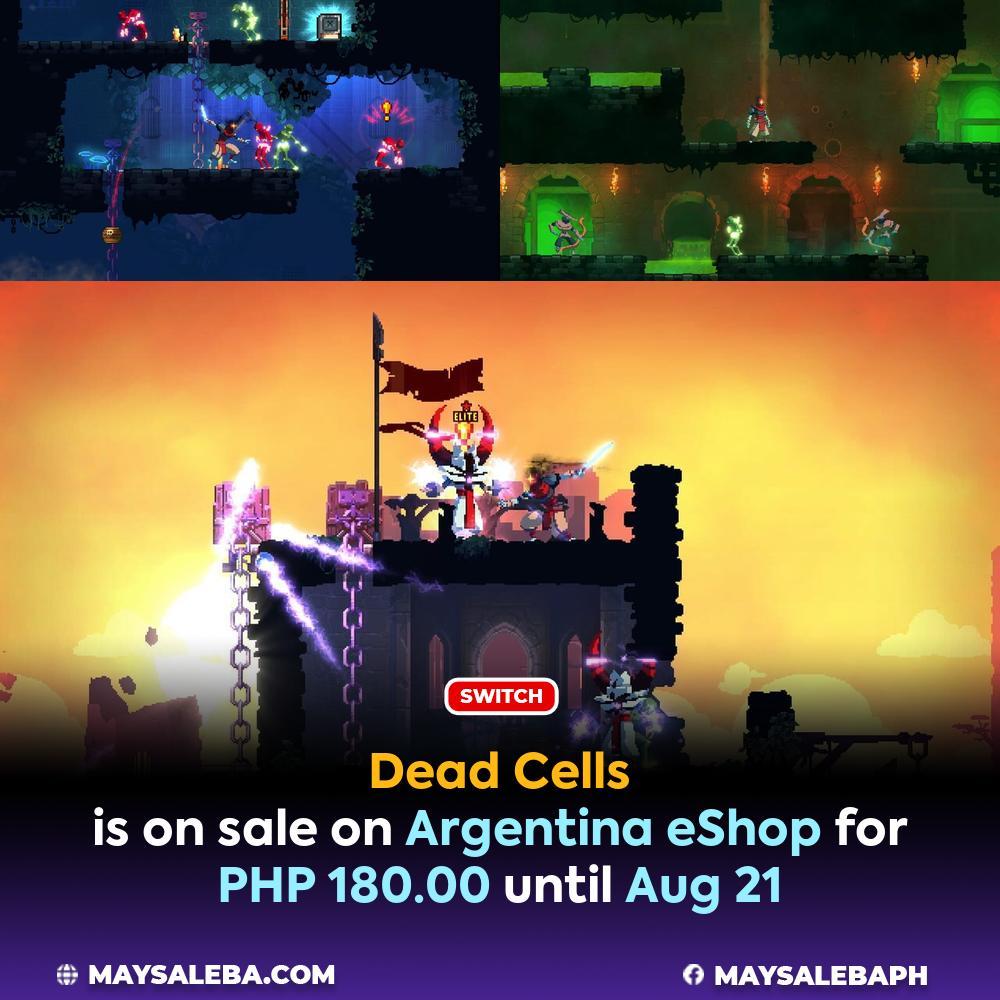 ELITE
SWITCH
Dead Cells
is on sale on Argentina eShop for
PHP 180.00 until Aug 21
MAYSALEBA.COM
MAYSALEBAPH